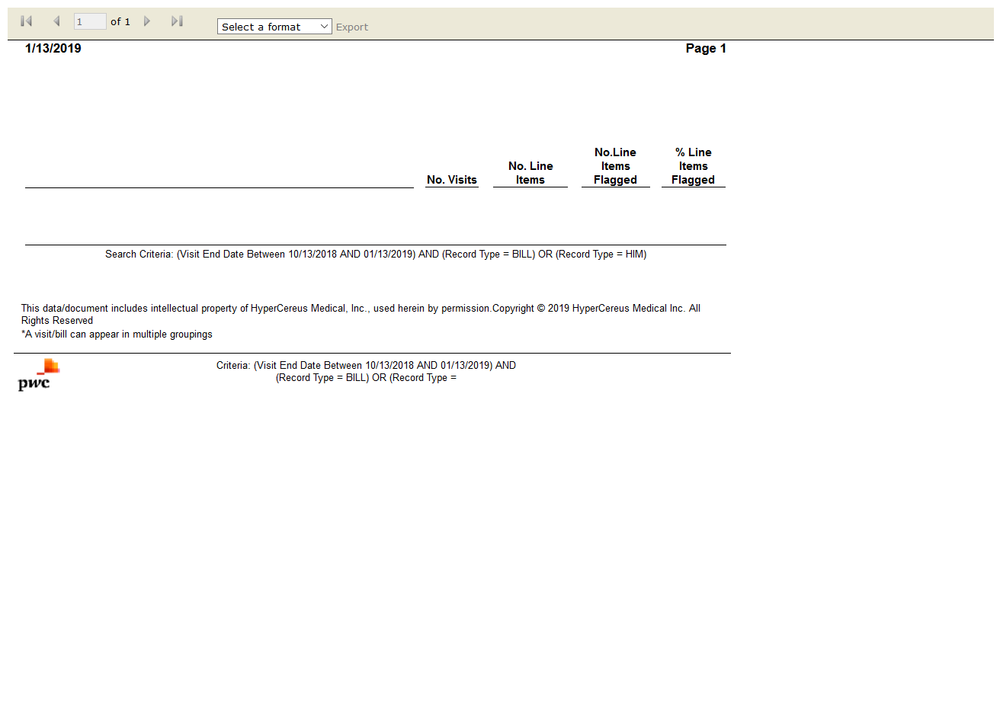 1 of 1 Select a format Export
1/13/2019 Page 1
No.Line % Line
No. Line Items Items
No. Visits Items Flagged Flagged
Search Criteria: (Visit End Date Between 10/13/2018 AND 01/13/2019) AND (Record Type = BILL) OR (Record Type = HIM)
This data/document includes intellectual property of HyperCereus Medical, Inc., used herein by permission.Copyright © 2019 HyperCereus Medical Inc. All
Rights Reserved
*A visit/bill can appear in multiple groupings
pwc
Criteria: (Visit End Date Between 10/13/2018 AND 01/13/2019) AND
(Record Type = BILL) OR (Record Type =